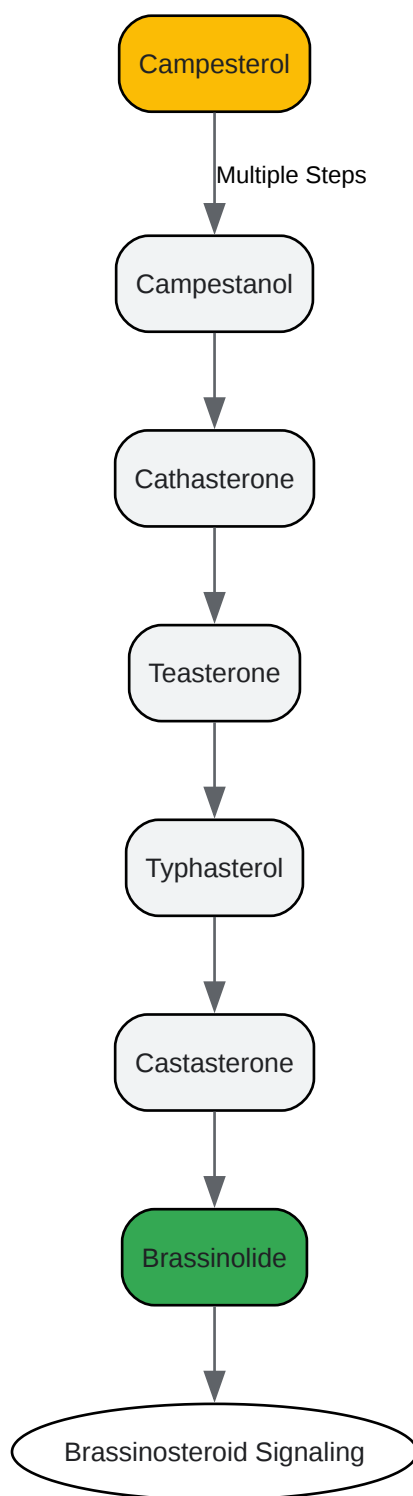 Campesterol
Multiple Steps
Campestanol
Cathasterone
Teasterone
Typhasterol
Castasterone
Brassinolide
Brassinosteroid Signaling